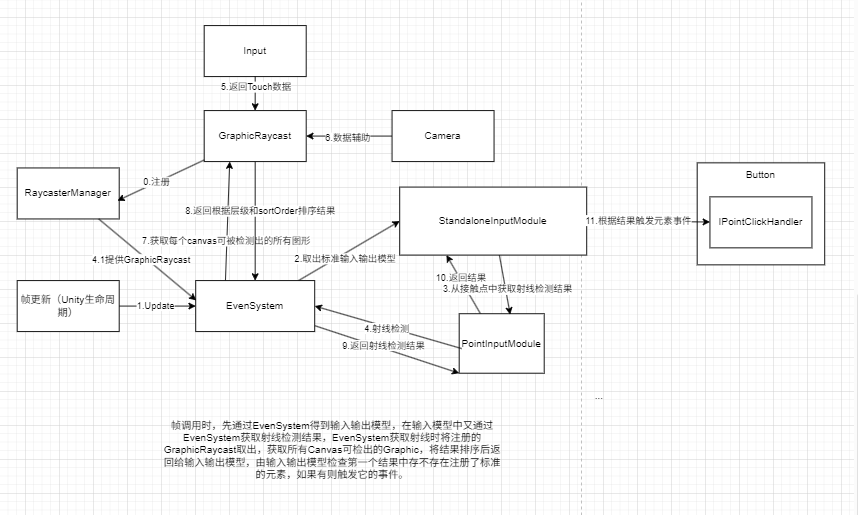 Input
5.返回Touch数据
GraphicRaycast
6.数据辅助
Camera
RaycasterManager
0.注册
8.返回根据层级和sortOrder排序结果
StandaloneInputModule
11.根据结果触发元素事件
Button
IPointClickHandler
7.获取每个canvas可被检测出的所有图形
4.1提供GraphicRaycast
2.取出标准输入输出模型
10.返回结果
3.从接触点中获取射线检测结果
帧更新（Unity生命周
期）
1.Update
EvenSystem
4.射线检测
9.返回射线检测结果
PointInputModule
...
帧调用时，先通过EvenSystem得到输入输出模型，在输入模型中又通过
EvenSystem获取射线检测结果，EvenSystem获取射线时将注册的
GraphicRaycast取出，获取所有Canvas可检出的Graphic，将结果排序后返
回给输入输出模型，由输入输出模型检查第一个结果中存不存在注册了标准
的元素，如果有则触发它的事件。